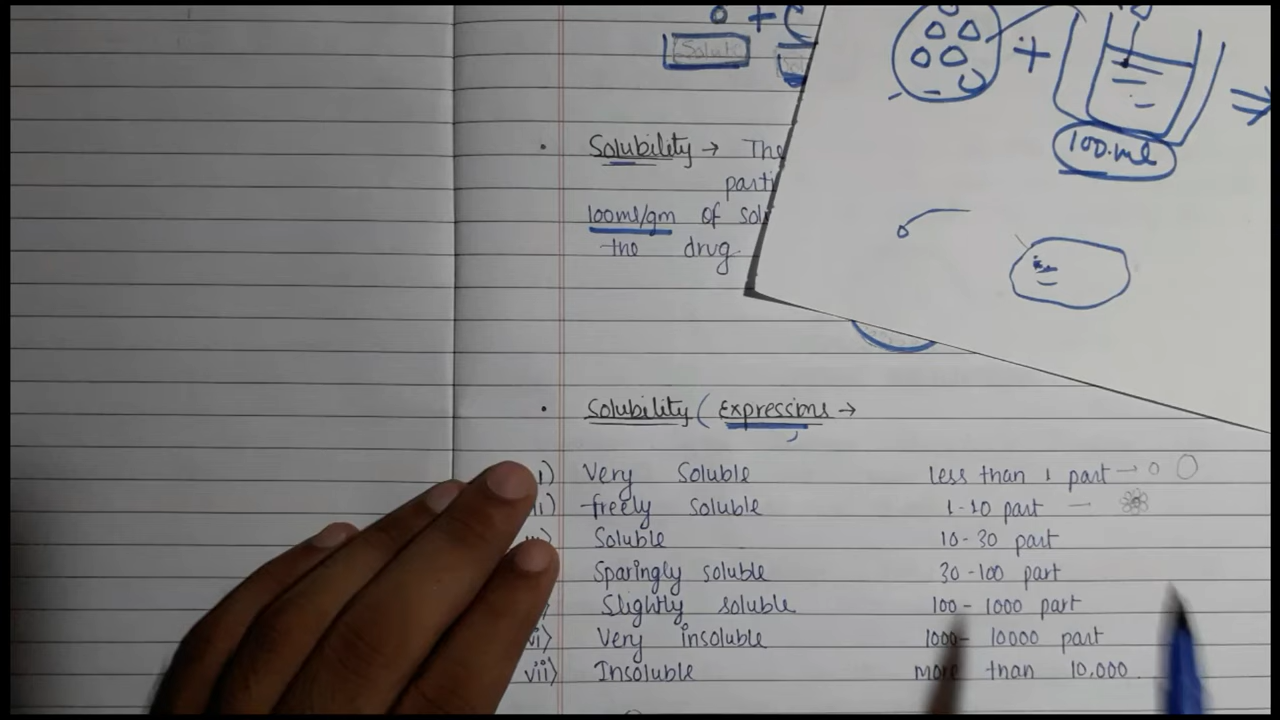 Solute
100.ml
Solubility → The
parti
100ml/gm of sol
the drug
Solubility ( Expressions →
i) Very Soluble less than 1 part →
ii) freely soluble 1-10 part —
Soluble 10-30 part
Sparingly soluble 30-100 part
Slightly soluble 100-1000 part
vi) Very insoluble 1000-10000 part
vii) Insoluble more than 10,000